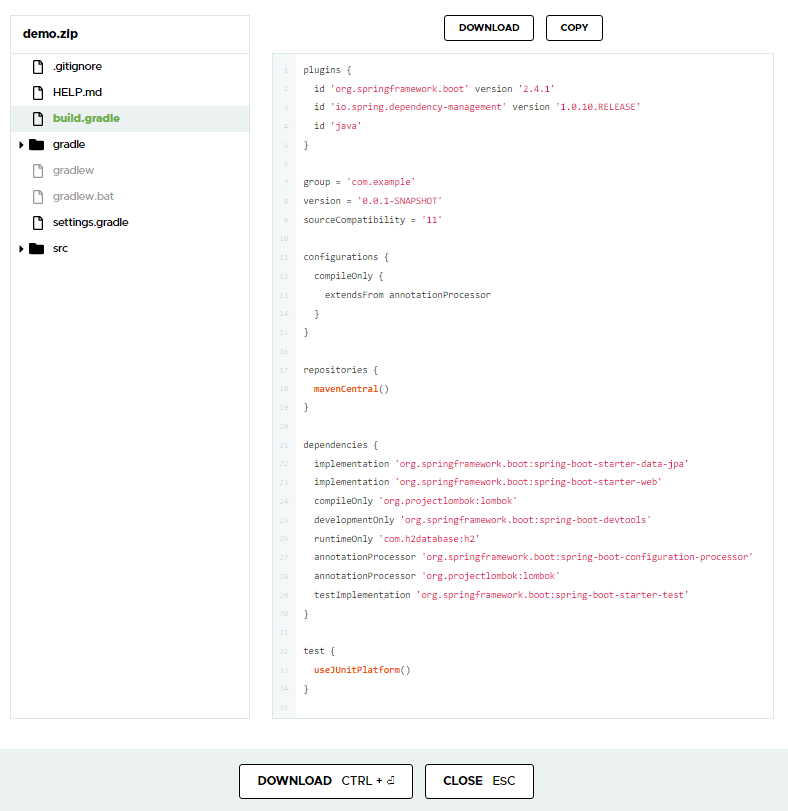 demo.zip
.gitignore
HELP.md
build.gradle
gradle
gradlew
gradlew.bat
settings.gradle
src
DOWNLOAD
COPY
1 plugins {
2 id 'org.springframework.boot' version '2.4.1'
3 id 'io.spring.dependency-management' version '1.0.10.RELEASE'
4 id 'java'
5 }
6
7 group = 'com.example'
8 version = '0.0.1-SNAPSHOT'
9 sourceCompatibility = '11'
10
11 configurations {
12 compileOnly {
13 extendsFrom annotationProcessor
14 }
15 }
16
17 repositories {
18 mavenCentral()
19 }
20
21 dependencies {
22 implementation 'org.springframework.boot:spring-boot-starter-data-jpa'
23 implementation 'org.springframework.boot:spring-boot-starter-web'
24 compileOnly 'org.projectlombok:lombok'
25 developmentOnly 'org.springframework.boot:spring-boot-devtools'
26 runtimeOnly 'com.h2database:h2'
27 annotationProcessor 'org.springframework.boot:spring-boot-configuration-processor'
28 annotationProcessor 'org.projectlombok:lombok'
29 testImplementation 'org.springframework.boot:spring-boot-starter-test'
30 }
31
32 test {
33 useJUnitPlatform()
34 }
35
DOWNLOAD CTRL + ⏎
CLOSE ESC